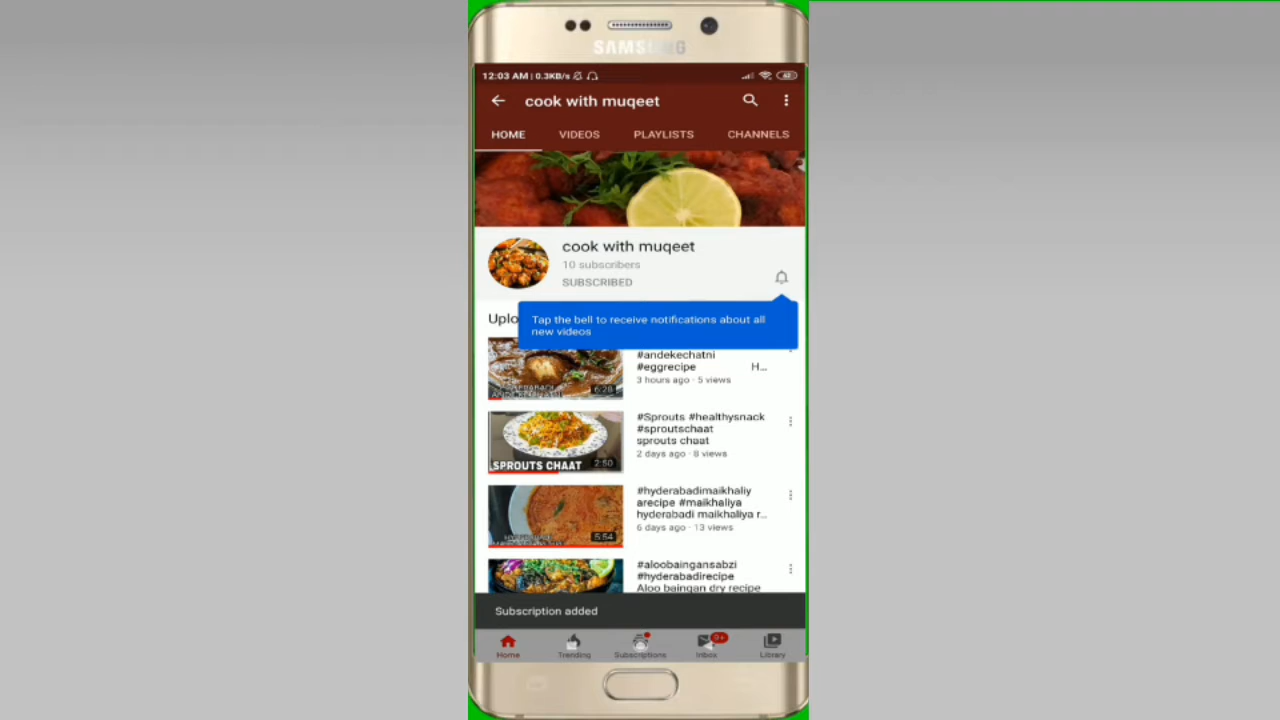 SAMSUNG
12:03 AM | 0.3KB/s
62
cook with muqeet
HOME VIDEOS PLAYLISTS CHANNELS
cook with muqeet
10 subscribers
SUBSCRIBED
Uplo
Tap the bell to receive notifications about all
new videos
#andekechatni
#eggrecipe H...
3 hours ago · 5 views
6:28
#Sprouts #healthysnack
#sproutschaat
sprouts chaat
2 days ago · 8 views
SPROUTS CHAAT 2:50
#hyderabadimaikhaliy
arecipe #maikhaliya
hyderabadi maikhaliya r...
6 days ago · 13 views
5:54
#aloobaingansabzi
#hyderabadirecipe
Aloo baingan dry recipe
Subscription added
9+
Home Trending Subscriptions Inbox Library